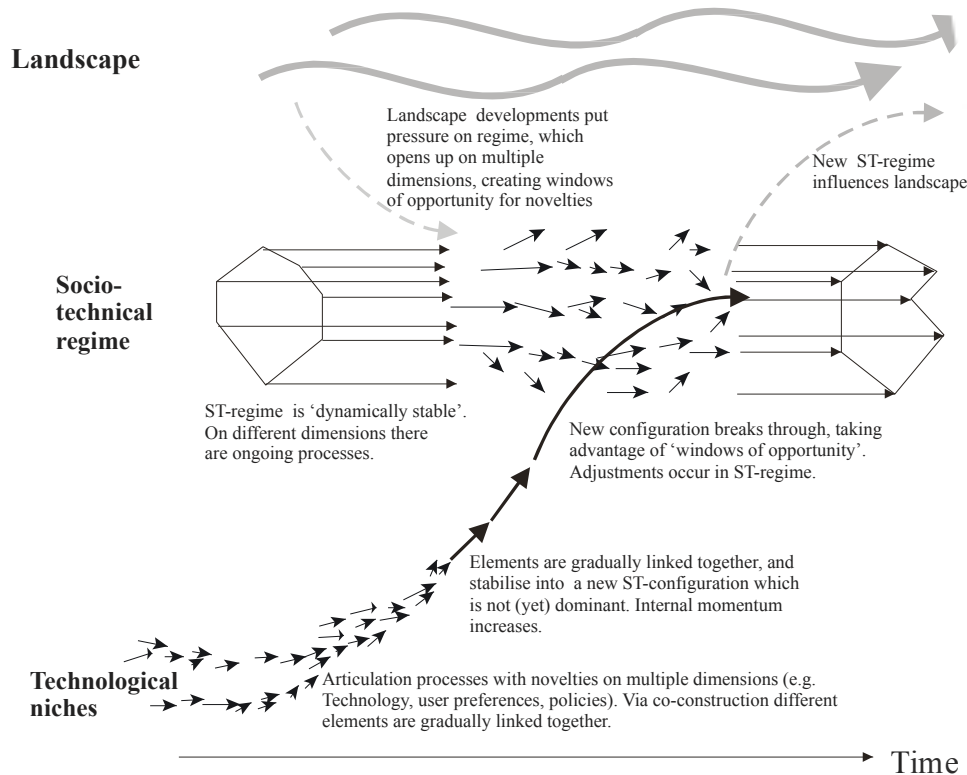 Landscape
Landscape developments put
pressure on regime, which
opens up on multiple
dimensions, creating windows
of opportunity for novelties
New ST-regime
influences landscape
Socio-
technical
regime
ST-regime is ‘dynamically stable’.
On different dimensions there
are ongoing processes.
New configuration breaks through, taking
advantage of ‘windows of opportunity’.
Adjustments occur in ST-regime.
Elements are gradually linked together, and
stabilise into a new ST-configuration which
is not (yet) dominant. Internal momentum
increases.
Technological
niches
Articulation processes with novelties on multiple dimensions (e.g.
Technology, user preferences, policies). Via co-construction different
elements are gradually linked together.
Time